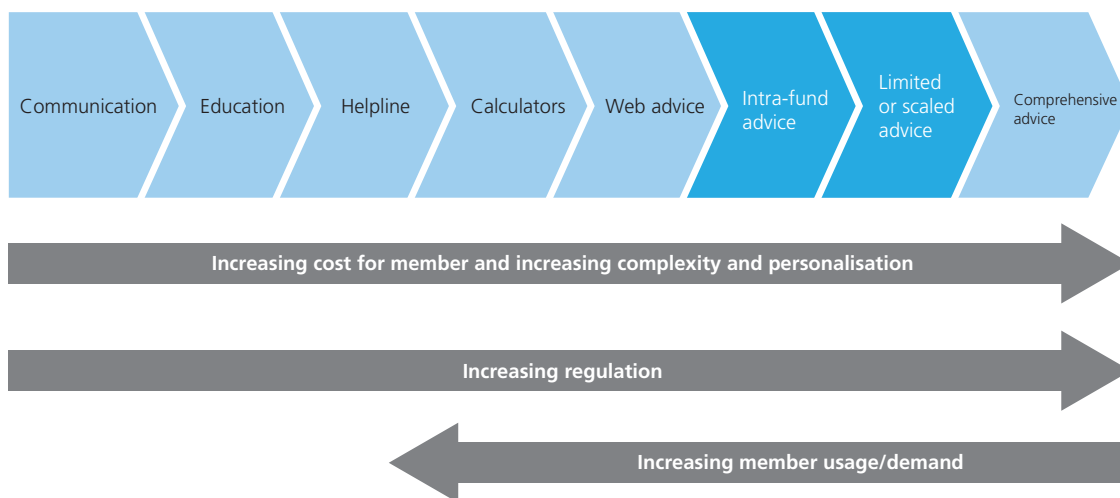 Communication
Education
Helpline
Calculators
Web advice
Intra-fund
advice
Limited
or scaled
advice
Comprehensive
advice
Increasing cost for member and increasing complexity and personalisation
Increasing regulation
Increasing member usage/demand